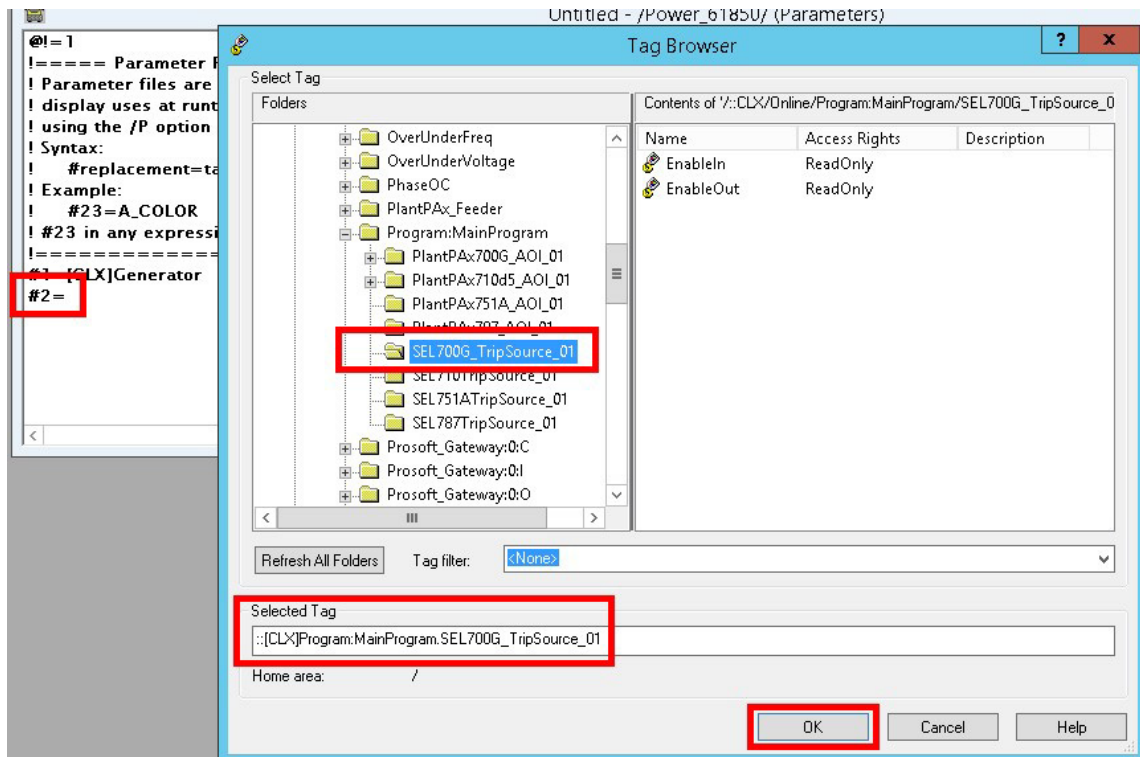 Untitled - /Power_61850/ (Parameters)
@!=1
!===== Parameter
! Parameter files are
! display uses at runt
! using the /P option
! Syntax:
! #replacement=ta
! Example:
! #23=A_COLOR
! #23 in any expressi
!=============
#1=[CLX]Generator
#2=
Tag Browser
?
x
Select Tag
Folders
OverUnderFreq
OverUnderVoltage
PhaseOC
PlantPAx_Feeder
Program:MainProgram
PlantPAx700G_AOI_01
PlantPAx710d5_AOI_01
PlantPAx751A_AOI_01
PlantPAx787_AOI_01
SEL700G_TripSource_01
SEL710TripSource_01
SEL751ATripSource_01
SEL787TripSource_01
Prosoft_Gateway:0:C
Prosoft_Gateway:0:I
Prosoft_Gateway:0:O
Contents of '/::CLX/Online/Program:MainProgram/SEL700G_TripSource_0
Name Access Rights Description
EnableIn ReadOnly
EnableOut ReadOnly
Refresh All Folders Tag filter: <None>
Selected Tag
::[CLX]Program:MainProgram.SEL700G_TripSource_01
Home area: /
OK Cancel Help